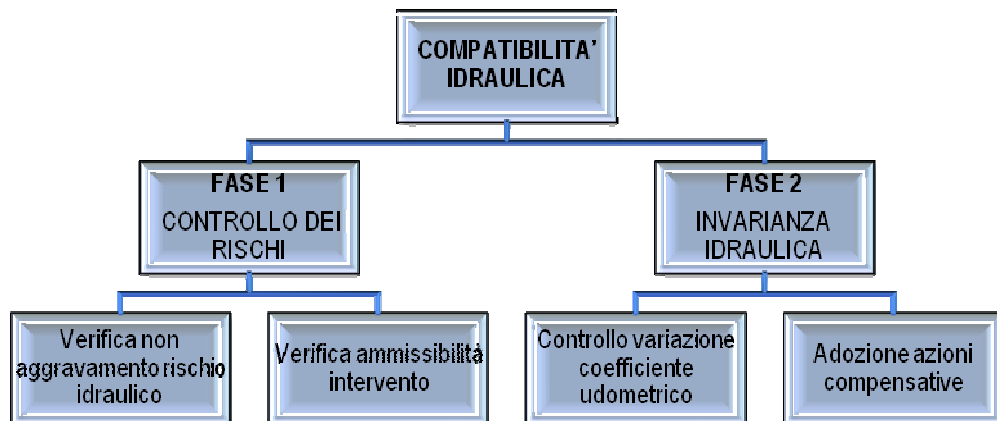 COMPATIBILITA'
IDRAULICA
FASE 1
CONTROLLO DEI
RISCHI
FASE 2
INVARIANZA
IDRAULICA
Verifica non
aggravamento rischio
idraulico
Verifica ammissibilità
intervento
Controllo variazione
coefficiente
udometrico
Adozione azioni
compensative